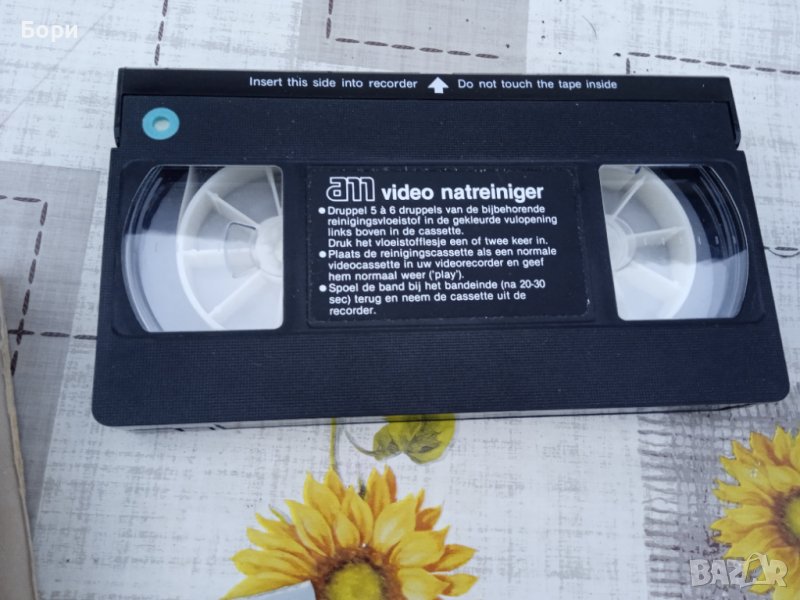 Бори
Insert this side into recorder Do not touch the tape inside
am video natreiniger
● Druppel 5 à 6 druppels van de bijbehorende
reinigingsvloeistof in de gekleurde vulopening
links boven in de cassette.
Druk het vloeistofflesje een of twee keer in.
● Plaats de reinigingscassette als een normale
videocassette in uw videorecorder en geef
hem normaal weer ('play').
● Spoel de band bij het bandeinde (na 20-30
sec) terug en neem de cassette uit de
recorder.
BAZAR